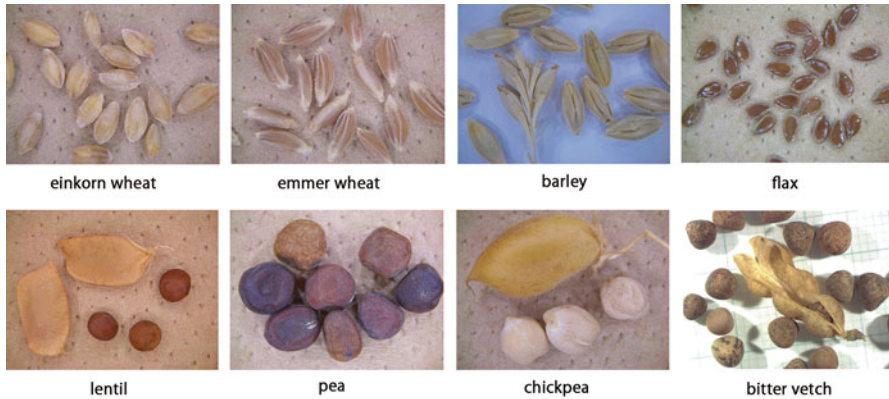 einkorn wheat
emmer wheat
barley
flax
lentil
pea
chickpea
bitter vetch